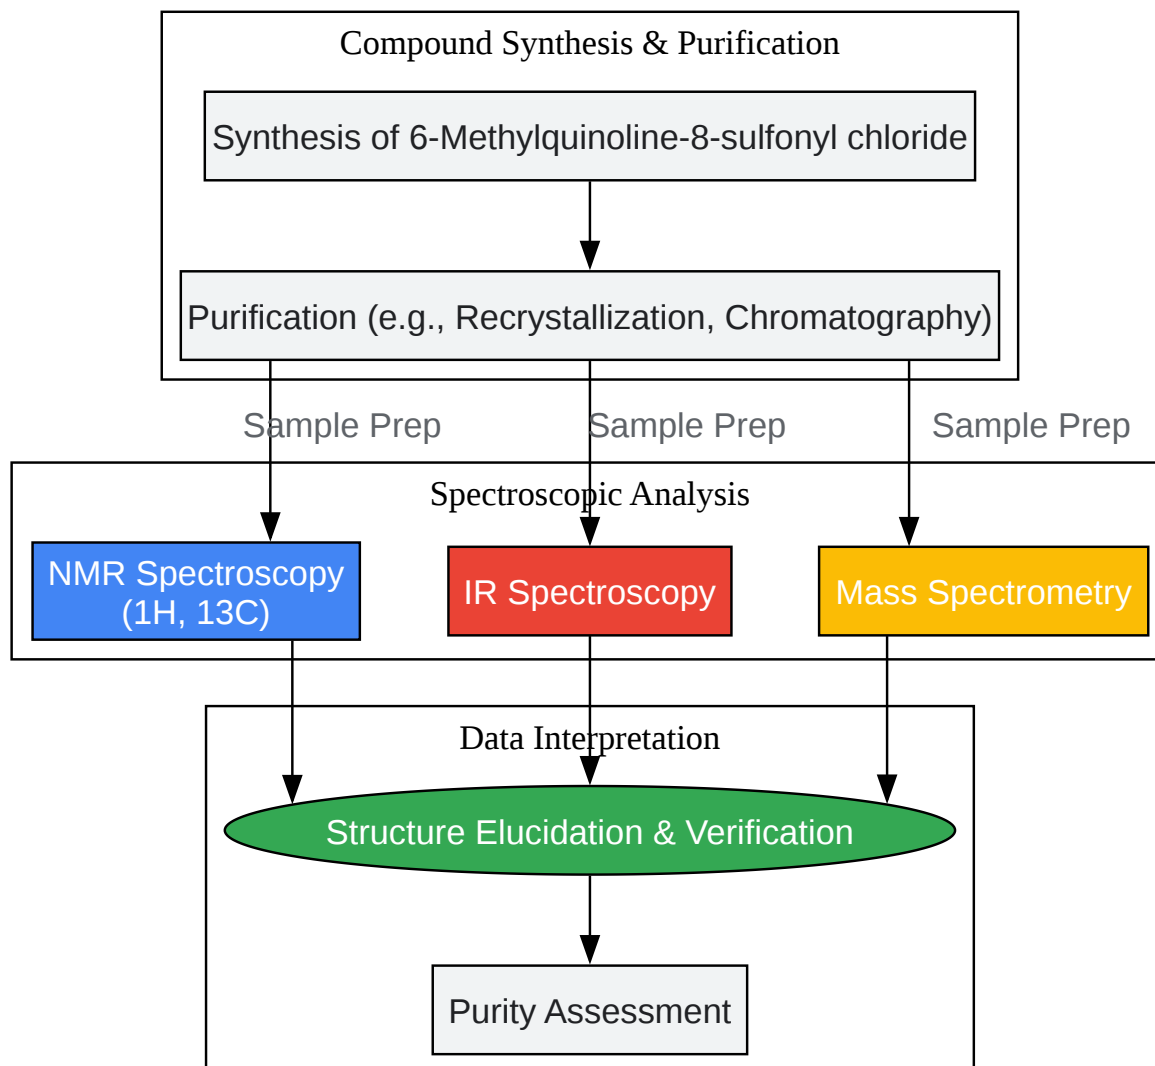 Compound Synthesis & Purification
Synthesis of 6-Methylquinoline-8-sulfonyl chloride
Purification (e.g., Recrystallization, Chromatography)
Sample Prep
Sample Prep
Sample Prep
Spectroscopic Analysis
NMR Spectroscopy
(1H, 13C)
IR Spectroscopy
Mass Spectrometry
Data Interpretation
Structure Elucidation & Verification
Purity Assessment